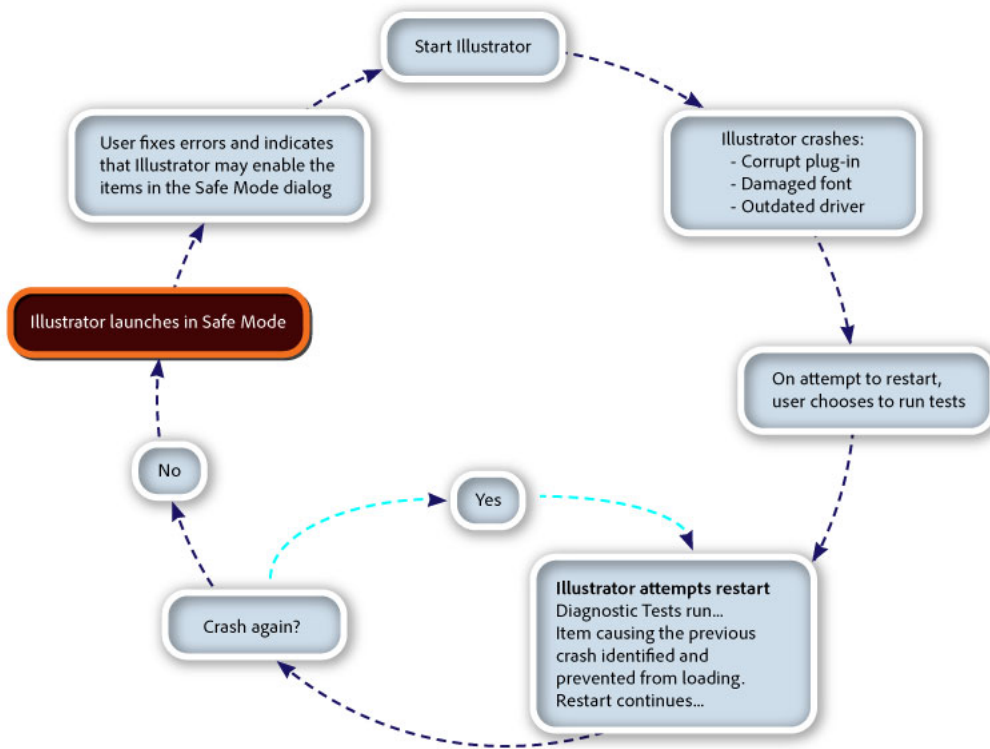 Start Illustrator
Illustrator crashes:
- Corrupt plug-in
- Damaged font
- Outdated driver
On attempt to restart,
user chooses to run tests
Illustrator attempts restart
Diagnostic Tests run...
Item causing the previous
crash identified and
prevented from loading.
Restart continues...
Crash again?
Yes
No
Illustrator launches in Safe Mode
User fixes errors and indicates
that Illustrator may enable the
items in the Safe Mode dialog